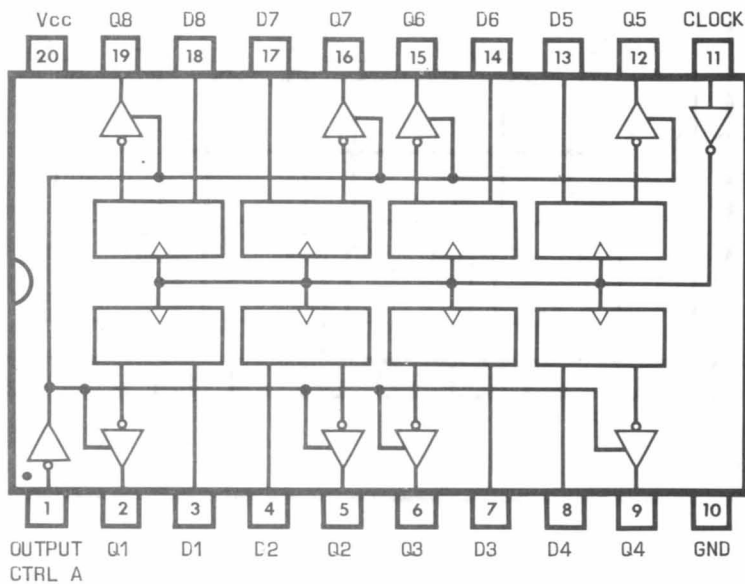 Vcc Q8 D8 D7 Q7 Q6 D6 D5 Q5 CLOCK
20 19 18 17 16 15 14 13 12 11
1 2 3 4 5 6 7 8 9 10
OUTPUT Q1 D1 D2 Q2 Q3 D3 D4 Q4 GND
CTRL A